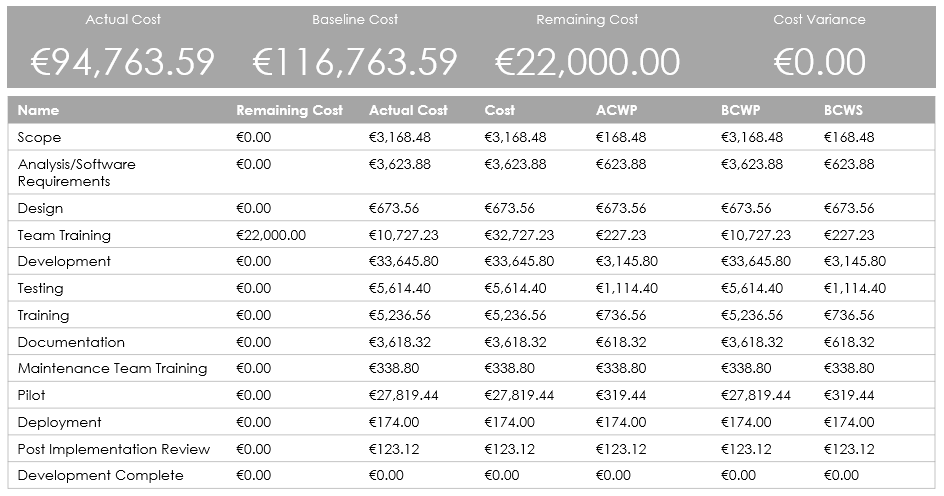 Actual Cost Baseline Cost Remaining Cost Cost Variance
€94,763.59 €116,763.59 €22,000.00 €0.00
Name Remaining Cost Actual Cost Cost ACWP BCWP BCWS
Scope €0.00 €3,168.48 €3,168.48 €168.48 €3,168.48 €168.48
Analysis/Software €0.00 €3,623.88 €3,623.88 €623.88 €3,623.88 €623.88
Requirements
Design €0.00 €673.56 €673.56 €673.56 €673.56 €673.56
Team Training €22,000.00 €10,727.23 €32,727.23 €227.23 €10,727.23 €227.23
Development €0.00 €33,645.80 €33,645.80 €3,145.80 €33,645.80 €3,145.80
Testing €0.00 €5,614.40 €5,614.40 €1,114.40 €5,614.40 €1,114.40
Training €0.00 €5,236.56 €5,236.56 €736.56 €5,236.56 €736.56
Documentation €0.00 €3,618.32 €3,618.32 €618.32 €3,618.32 €618.32
Maintenance Team Training €0.00 €338.80 €338.80 €338.80 €338.80 €338.80
Pilot €0.00 €27,819.44 €27,819.44 €319.44 €27,819.44 €319.44
Deployment €0.00 €174.00 €174.00 €174.00 €174.00 €174.00
Post Implementation Review €0.00 €123.12 €123.12 €123.12 €123.12 €123.12
Development Complete €0.00 €0.00 €0.00 €0.00 €0.00 €0.00